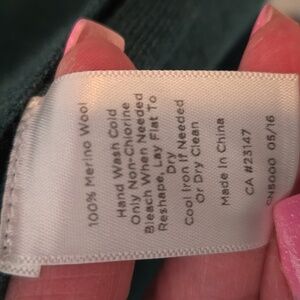 100% Merino Wool
Hand Wash Cold
Only Non-Chlorine
Bleach When Needed
Reshape, Lay Flat To
Dry
Cool Iron If Needed
Or Dry Clean
Made In China
CA #23147
05/16